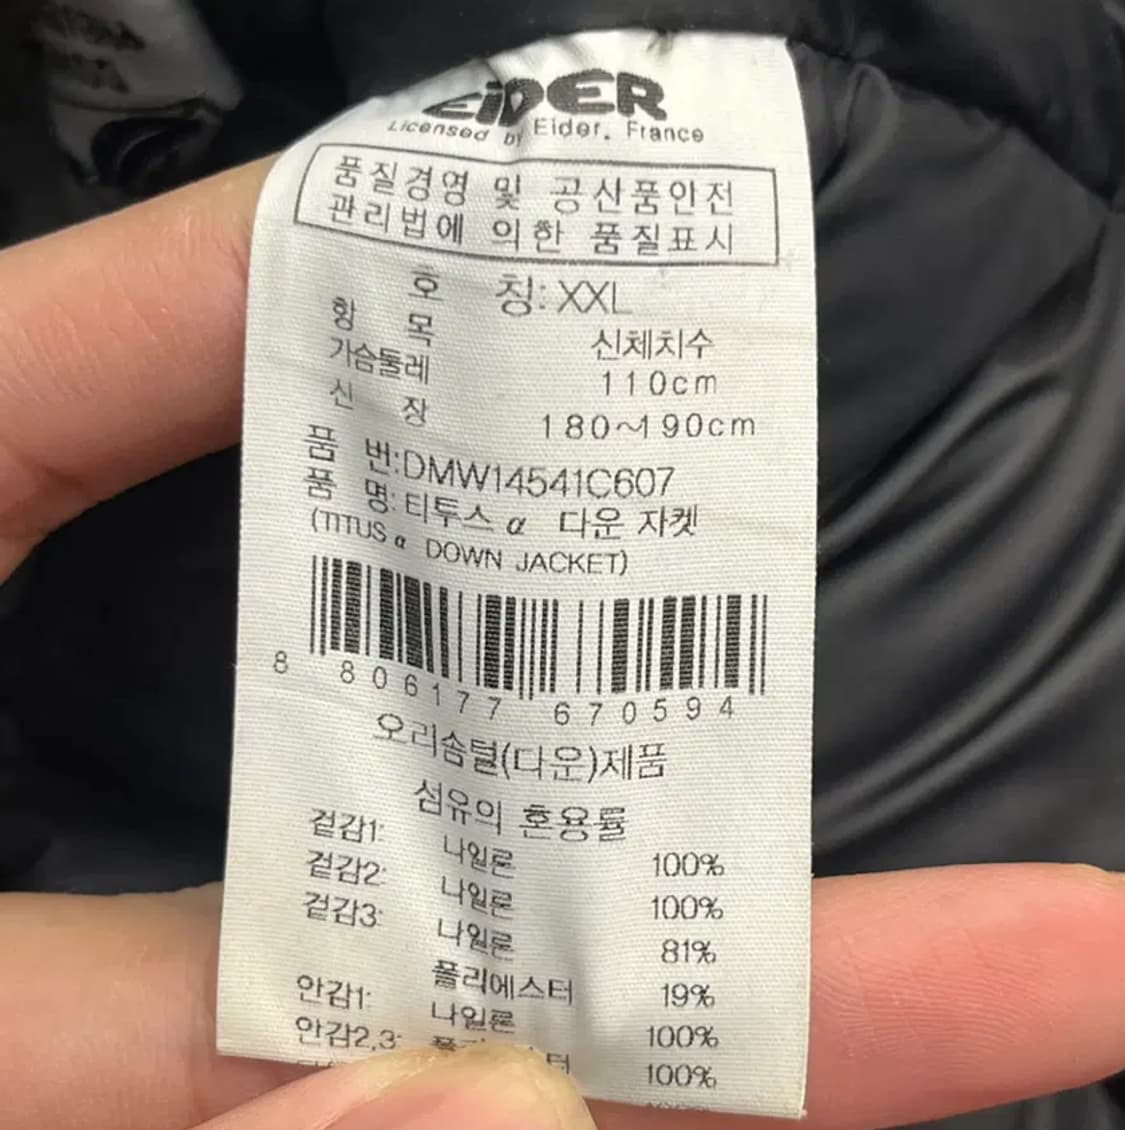 EiDER
Licensed by Eider. France
품질경영 및 공산품안전
관리법에 의한 품질표시
호 칭: XXL
항 목 신체치수
가슴둘레 110cm
신 장 180~190cm
품 번:DMW14541C607
품 명: 티투스 α 다운 자켓
(TITUS α DOWN JACKET)
8 806177 670594
오리솜털(다운)제품
섬유의 혼용률
겉감1: 나일론 100%
겉감2: 나일론 100%
겉감3: 나일론 81%
폴리에스터 19%
안감1: 나일론 100%
안감2,3: 100%